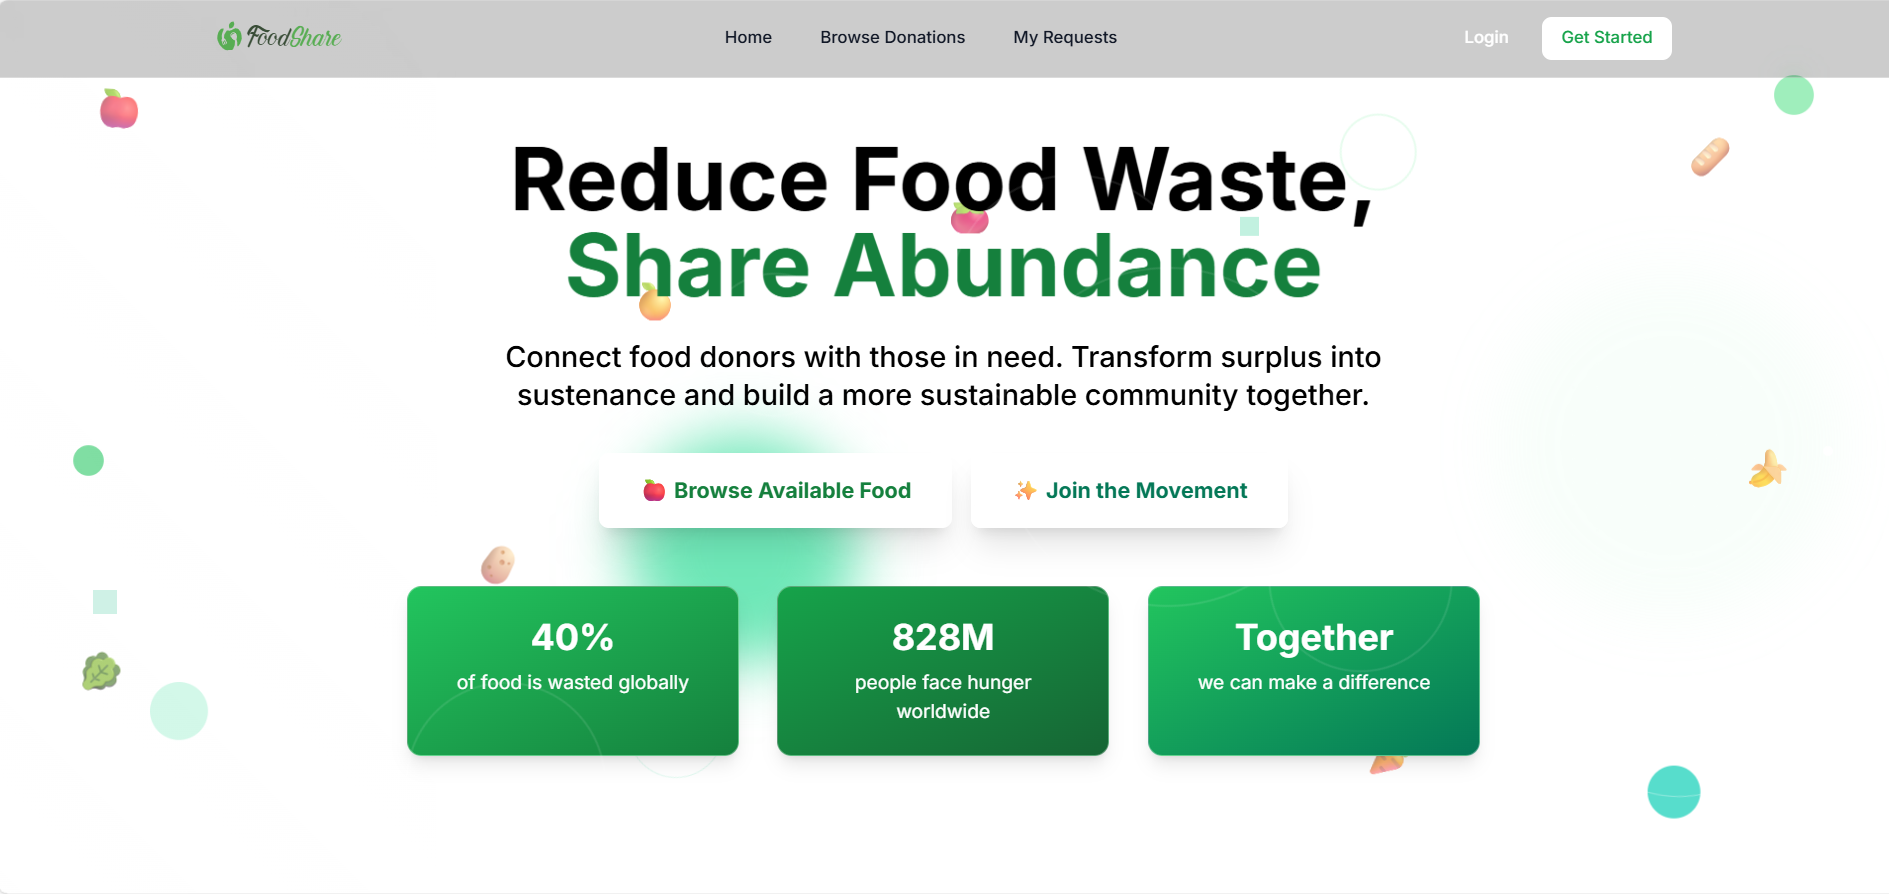 FoodShare
Home
Browse Donations
My Requests
Login
Get Started
Reduce Food Waste,
Share Abundance
Connect food donors with those in need. Transform surplus into
sustenance and build a more sustainable community together.
🍎 Browse Available Food
✨ Join the Movement
40%
of food is wasted globally
828M
people face hunger
worldwide
Together
we can make a difference